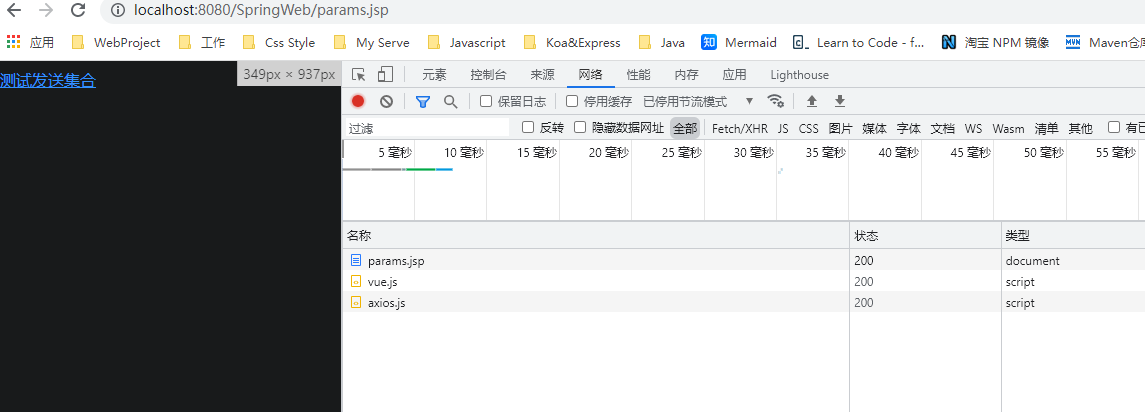 localhost:8080/SpringWeb/params.jsp
应用 WebProject 工作 Css Style My Serve Javascript Koa&Express Java 知 Mermaid Learn to Code - f... 淘宝 NPM 镜像 MVN Maven仓
测试发送集合 349px × 937px 元素 控制台 来源 网络 性能 内存 应用 Lighthouse
保留日志 停用缓存 已停用节流模式
过滤 反转 隐藏数据网址 全部 Fetch/XHR JS CSS 图片 媒体 字体 文档 WS Wasm 清单 其他 有已
5 毫秒 10 毫秒 15 毫秒 20 毫秒 25 毫秒 30 毫秒 35 毫秒 40 毫秒 45 毫秒 50 毫秒 55 毫秒
名称 状态 类型
params.jsp 200 document
vue.js 200 script
axios.js 200 script